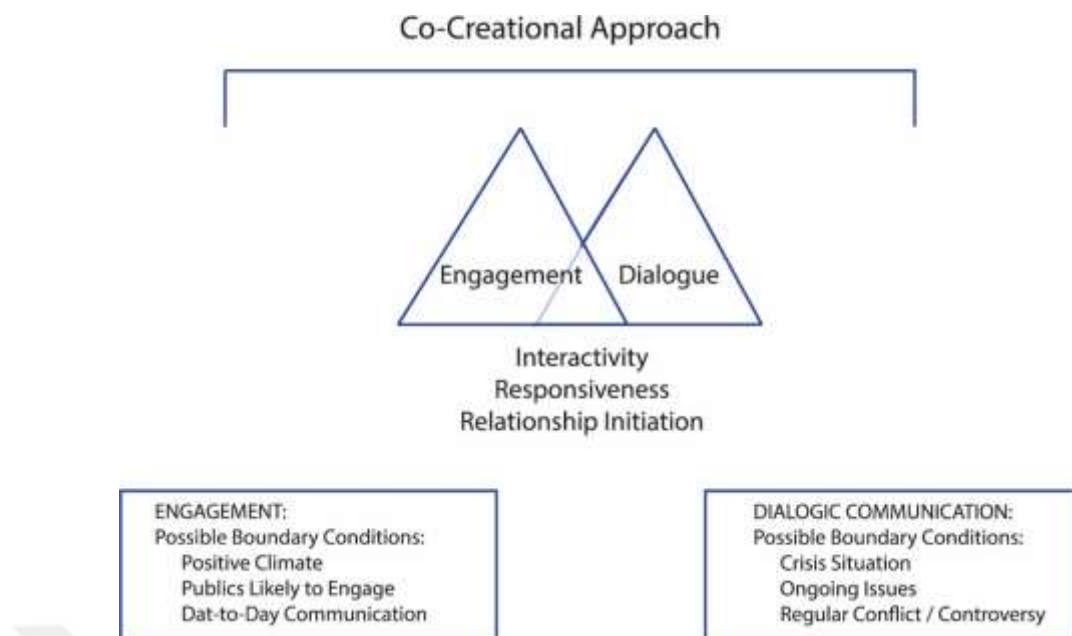 Co-Creational Approach
Engagement
Dialogue
Interactivity
Responsiveness
Relationship Initiation
ENGAGEMENT:
Possible Boundary Conditions:
Positive Climate
Publics Likely to Engage
Dat-to-Day Communication
DIALOGIC COMMUNICATION:
Possible Boundary Conditions:
Crisis Situation
Ongoing Issues
Regular Conflict / Controversy